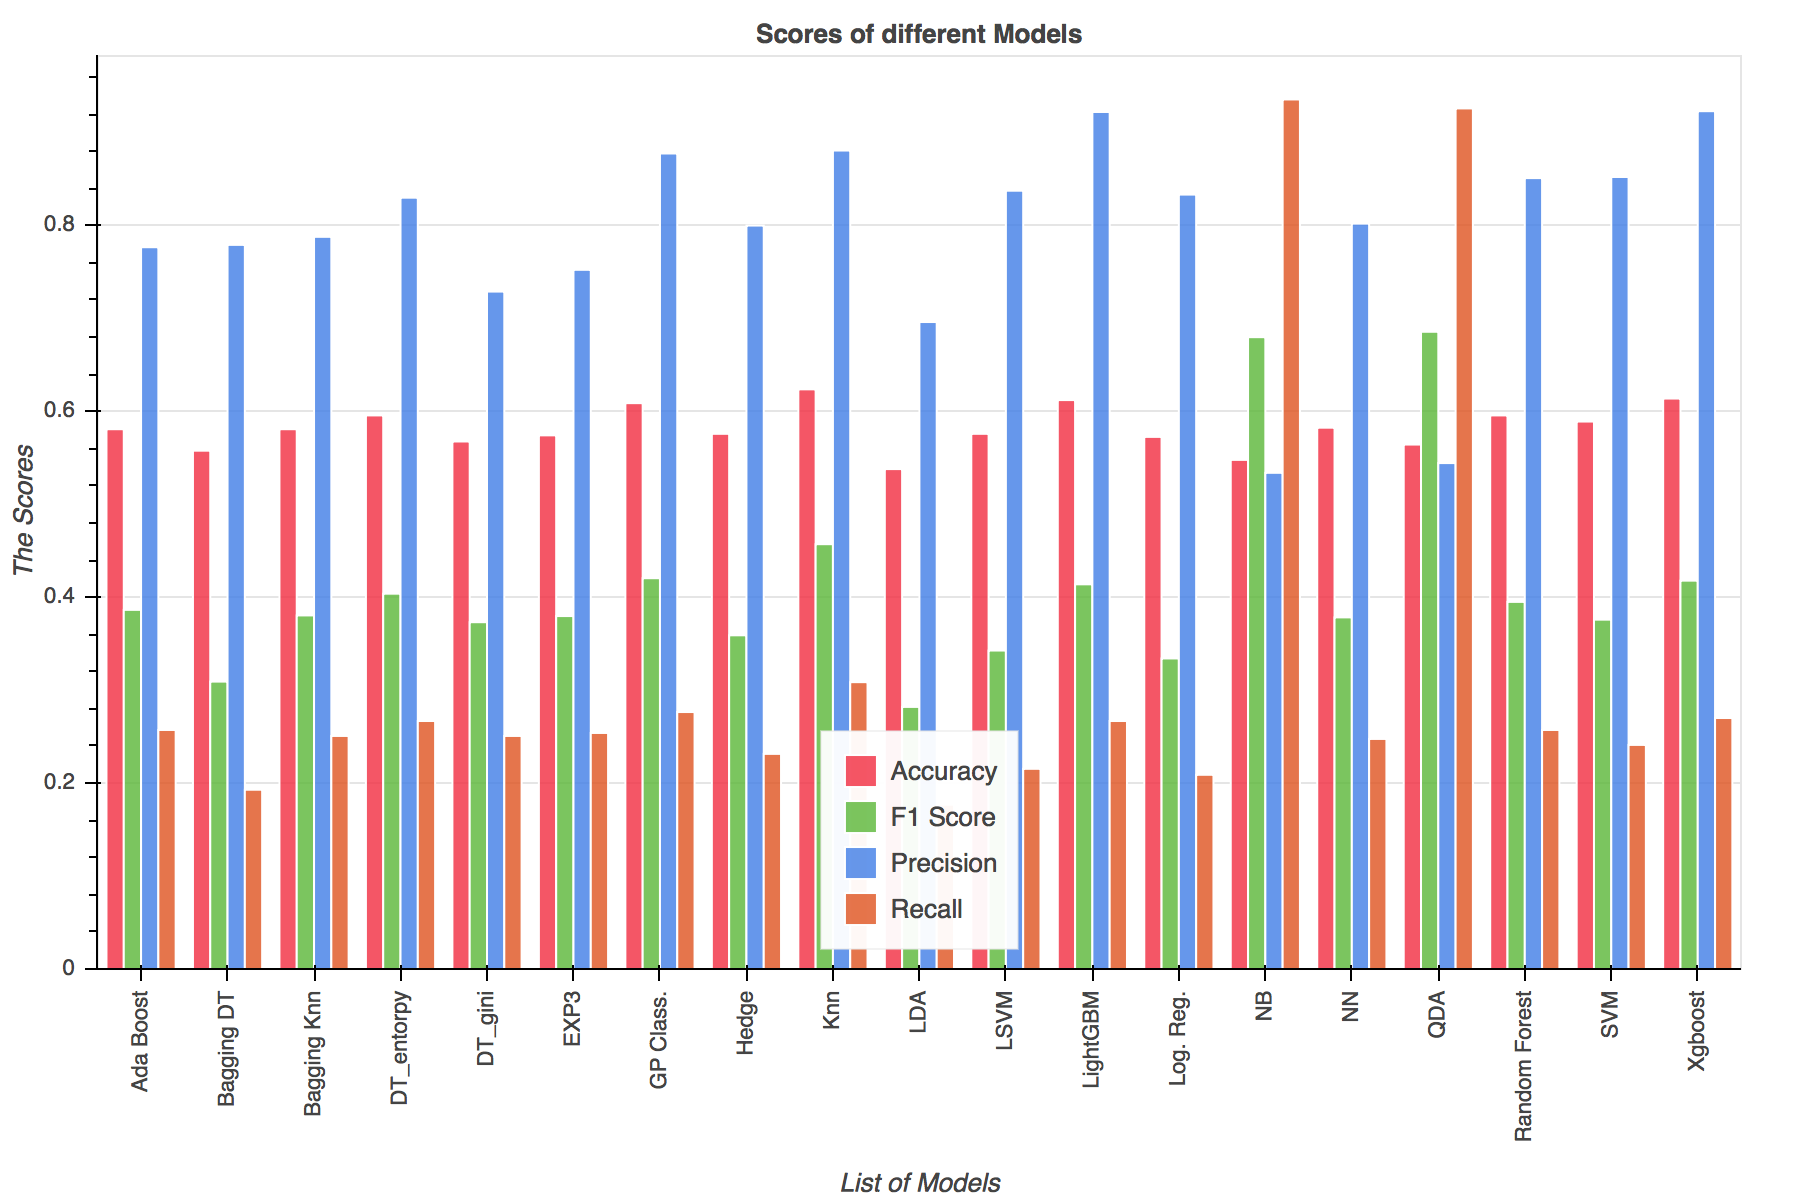 Scores of different Models
The Scores
0.8
0.6
0.4
0.2
0
Accuracy
F1 Score
Precision
Recall
Ada Boost
Bagging DT
Bagging Knn
DT_entorpy
DT_gini
EXP3
GP Class.
Hedge
Knn
LDA
LSVM
LightGBM
Log. Reg.
NB
NN
QDA
Random Forest
SVM
Xgboost
List of Models